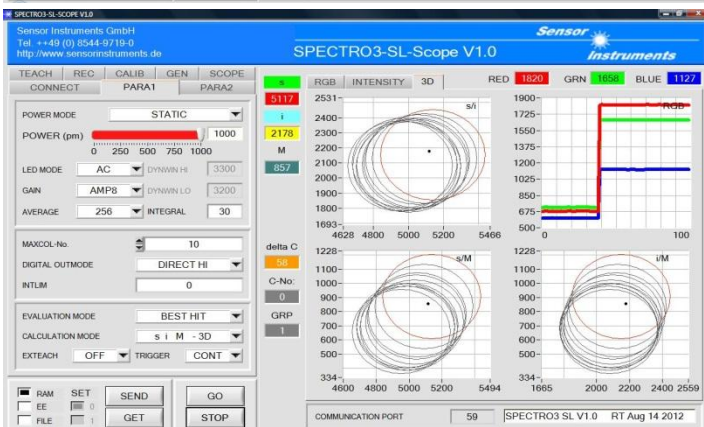 SPECTRO3-SL-SCOPE V1.0
Sensor Instruments GmbH
Tel. ++49 (0) 8544-9719-0
http://www.sensorinstruments.de
SPECTRO3-SL-Scope V1.0
Sensor
Instruments
TEACH REC CALIB GEN SCOPE
CONNECT PARA1 PARA2
POWER MODE STATIC
POWER (pm) 1000
0 250 500 750 1000
LED MODE AC DYNWIN HI 3300
GAIN AMP8 DYNWIN LO 3200
AVERAGE 256 INTEGRAL 30
MAXCOL-No. 10
DIGITAL OUTMODE DIRECT HI
INTLIM 0
EVALUATION MODE BEST HIT
CALCULATION MODE s i M - 3D
EXTEACH OFF TRIGGER CONT
RAM SET SEND GO
EE 0
FILE 1 GET STOP
s
5117
i
2178
M
857
delta C
58
C-No:
0
GRP
1
RGB INTENSITY 3D RED 1820 GRN 1658 BLUE 1127
s/i
2531
2400
2300
2200
2100
2000
1900
1800
1693
4628 4800 5000 5200 5466
RGB
1900
1725
1550
1375
1200
1025
850
675
500
0 100
s/M
1228
1100
1000
900
800
700
600
500
334
4600 4800 5000 5200 5494
i/M
1228
1100
1000
900
800
700
600
500
334
1665 2000 2200 2400 2559
COMMUNICATION PORT 59 SPECTRO3 SL V1.0 RT Aug 14 2012